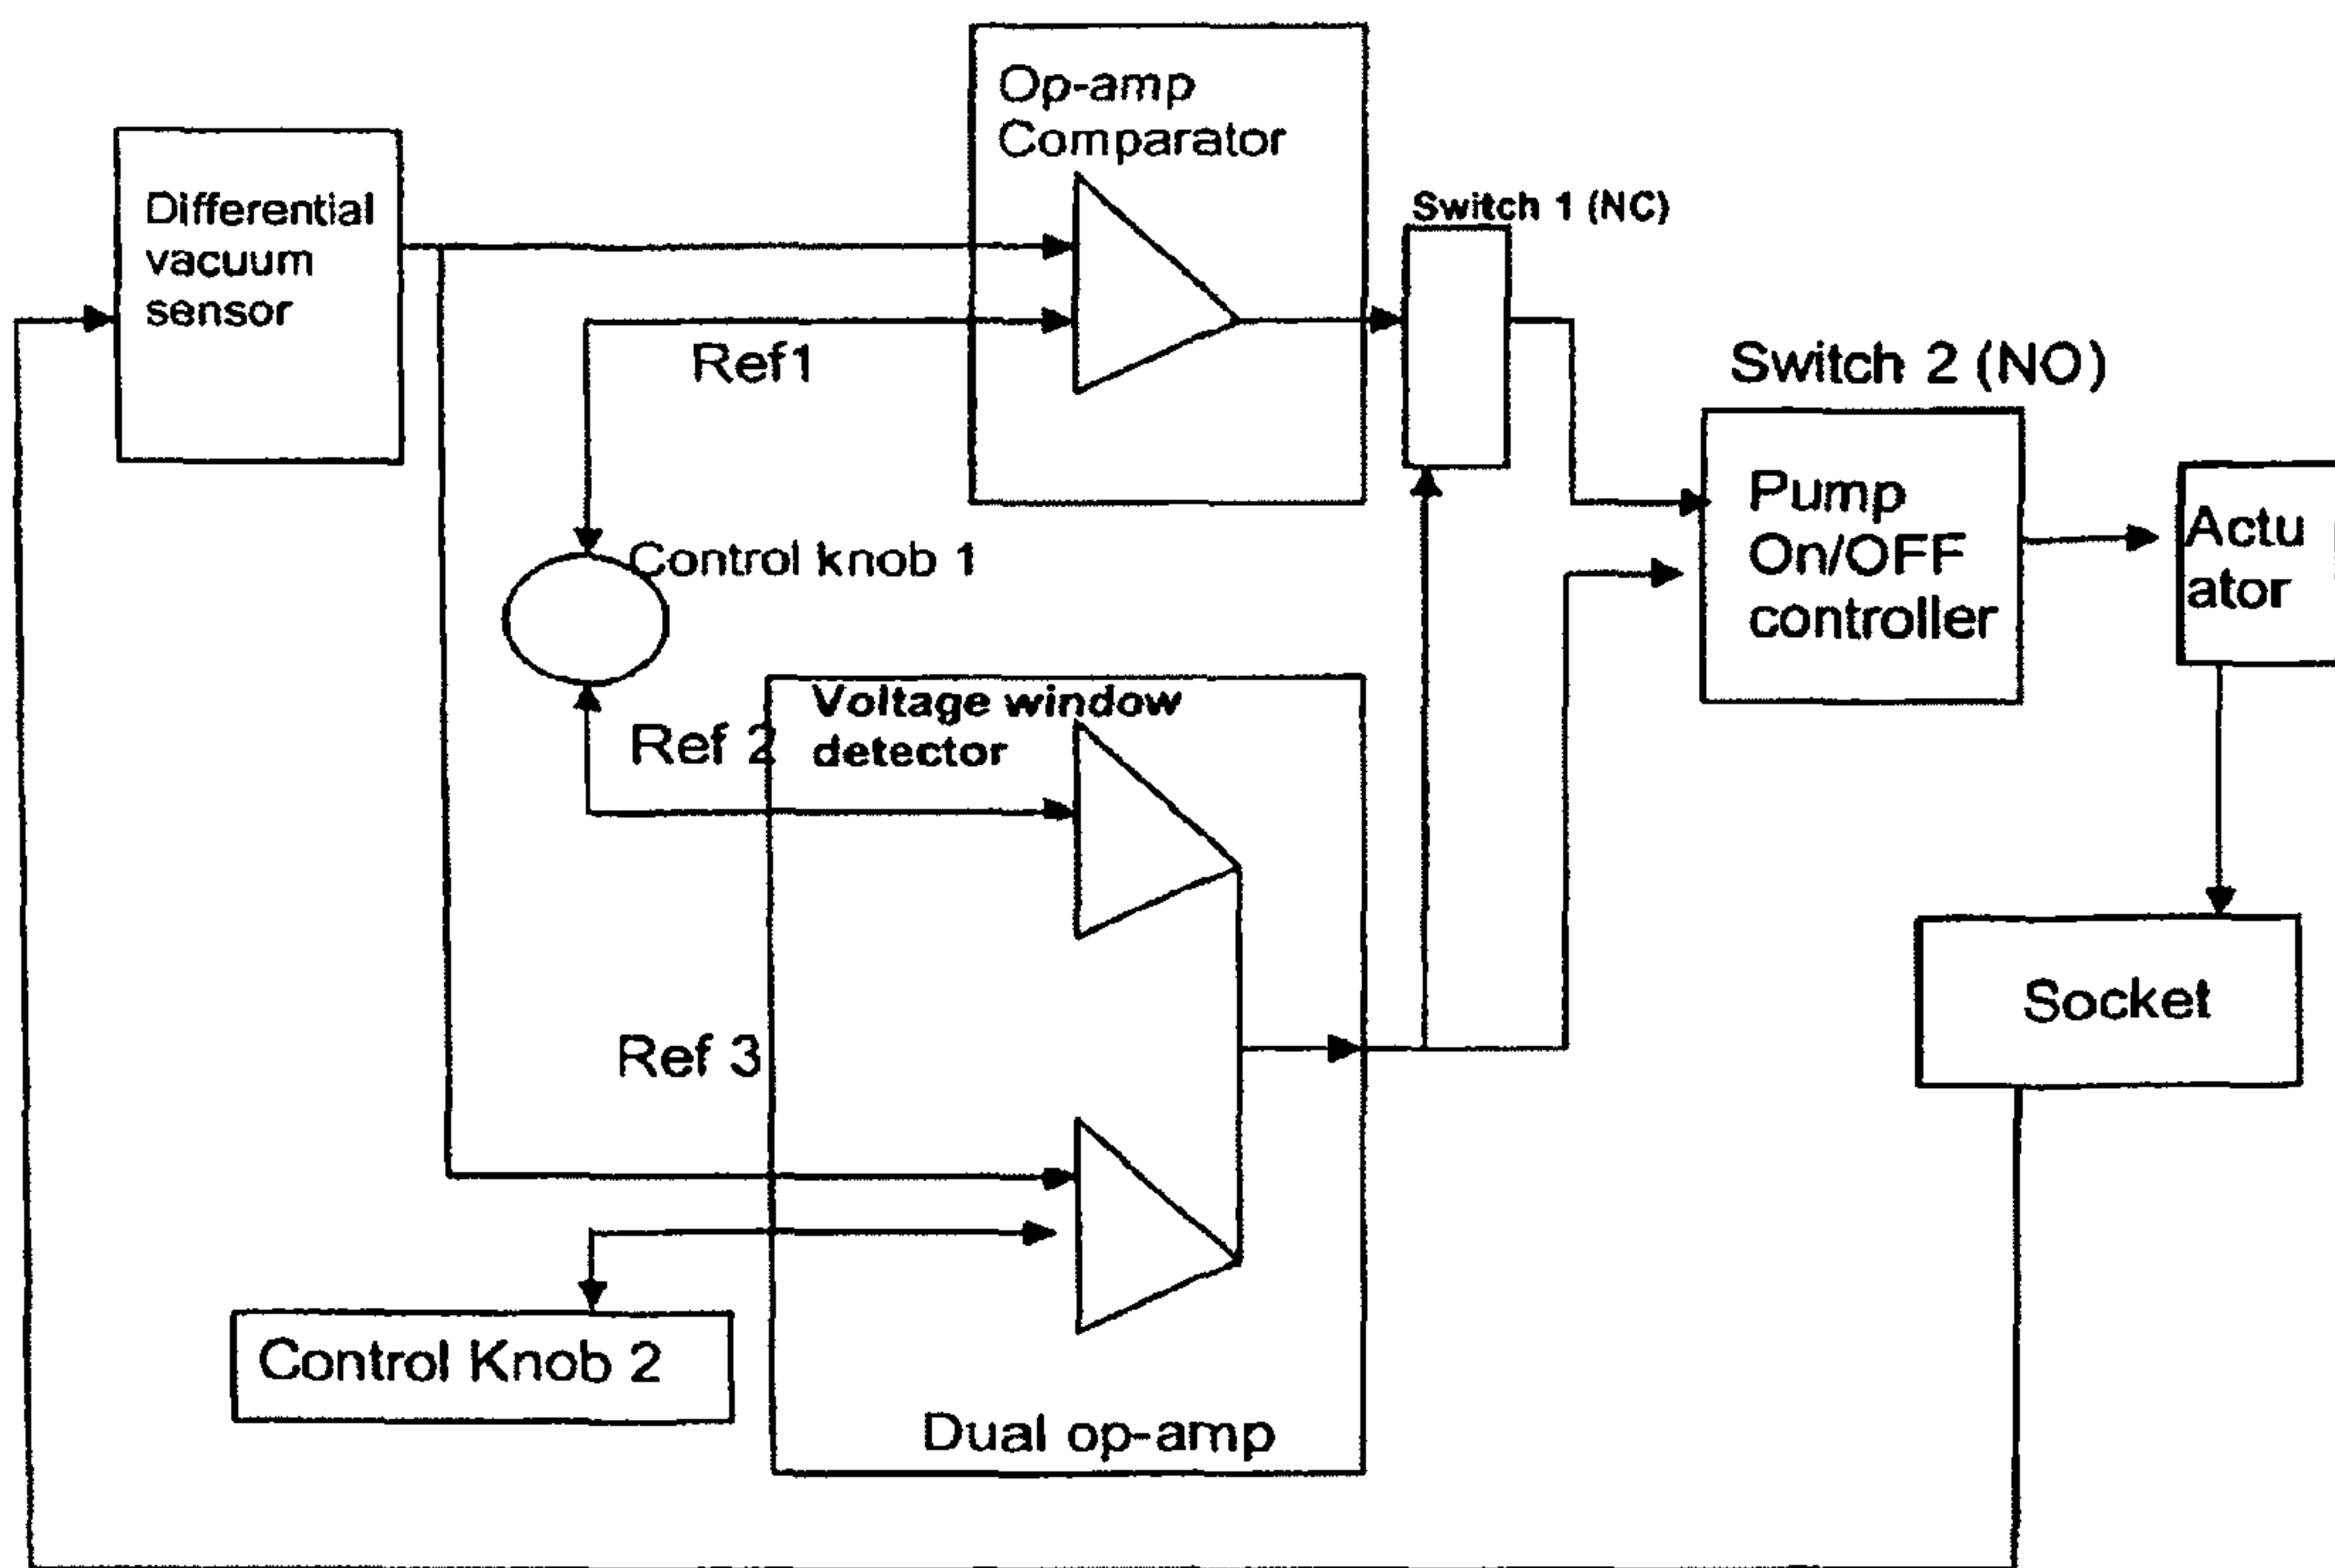 Op-amp
Comparator
Differential
vacuum
sensor
Switch 1 (NC)
Ref1
Switch 2 (NO)
Pump
On/OFF
controller
Actu
ator
Control knob 1
Voltage window
detector
Ref 2
Ref 3
Socket
Control Knob 2
Dual op-amp